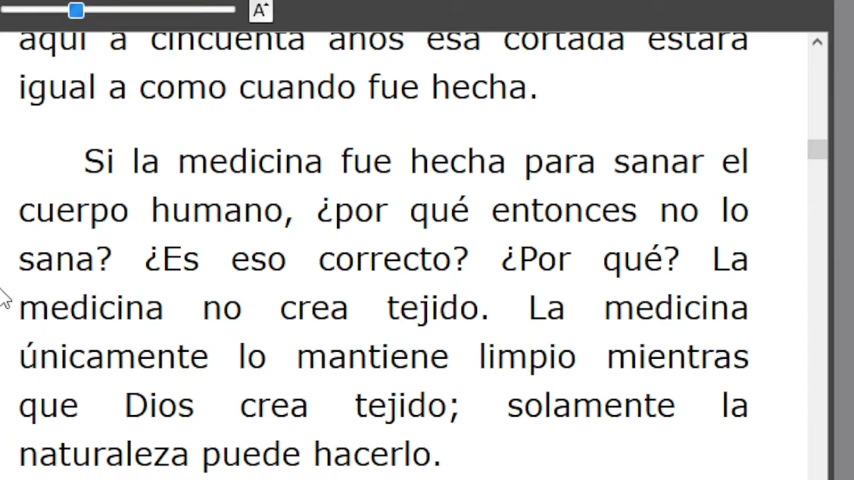 A
aquí a cincuenta años esa cortada estará
igual a como cuando fue hecha.
Si la medicina fue hecha para sanar el
cuerpo humano, ¿por qué entonces no lo
sana? ¿Es eso correcto? ¿Por qué? La
medicina no crea tejido. La medicina
únicamente lo mantiene limpio mientras
que Dios crea tejido; solamente la
naturaleza puede hacerlo.